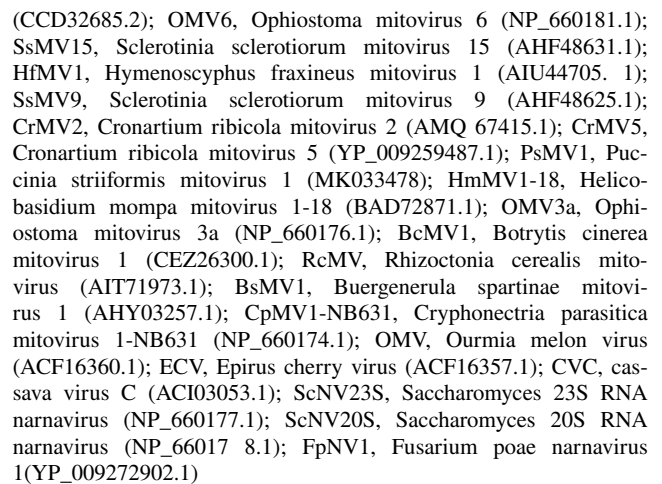 (CCD32685.2); OMV6, Ophiostoma mitovirus 6 (NP_660181.1);
SsMV15, Sclerotinia sclerotiorum mitovirus 15 (AHF48631.1);
HfMV1, Hymenoscyphus fraxineus mitovirus 1 (AIU44705. 1);
SsMV9, Sclerotinia sclerotiorum mitovirus 9 (AHF48625.1);
CrMV2, Cronartium ribicola mitovirus 2 (AMQ 67415.1); CrMV5,
Cronartium ribicola mitovirus 5 (YP_009259487.1); PsMV1, Puc-
cinia striiformis mitovirus 1 (MK033478); HmMV1-18, Helico-
basidium mompa mitovirus 1-18 (BAD72871.1); OMV3a, Ophi-
ostoma mitovirus 3a (NP_660176.1); BcMV1, Botrytis cinerea
mitovirus 1 (CEZ26300.1); RcMV, Rhizoctonia cerealis mito-
virus (AIT71973.1); BsMV1, Buergenerula spartinae mitovi-
rus 1 (AHY03257.1); CpMV1-NB631, Cryphonectria parasitica
mitovirus 1-NB631 (NP_660174.1); OMV, Ourmia melon virus
(ACF16360.1); ECV, Epirus cherry virus (ACF16357.1); CVC, cas-
sava virus C (ACI03053.1); ScNV23S, Saccharomyces 23S RNA
narnavirus (NP_660177.1); ScNV20S, Saccharomyces 20S RNA
narnavirus (NP_66017 8.1); FpNV1, Fusarium poae narnavirus
1(YP_009272902.1)